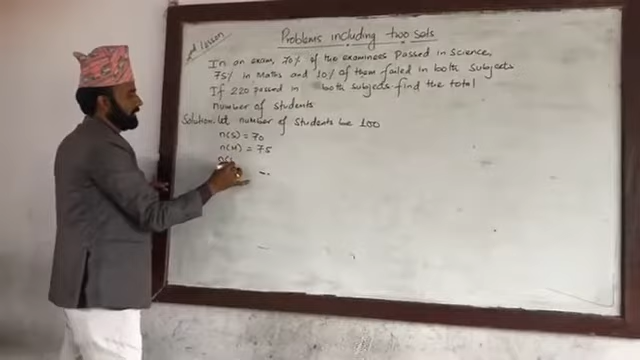 2nd lesson
Problems including two sets
In an exam, 70% of the examinees passed in Science,
75% in Maths and 10% of them failed in both subjects
If 220 passed in both subjects find the total
number of students
Solution: let number of students be 100
n(S) = 70
n(M) = 75
n(